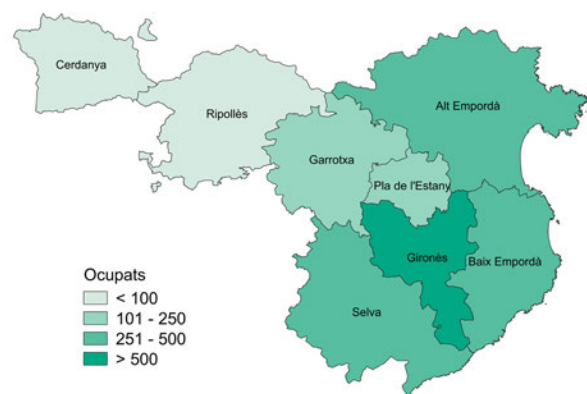 Cerdanya
Ripollès
Alt Empordà
Garrotxa
Pla de l'Estany
Gironès
Baix Empordà
Selva
Ocupats
< 100
101 - 250
251 - 500
> 500